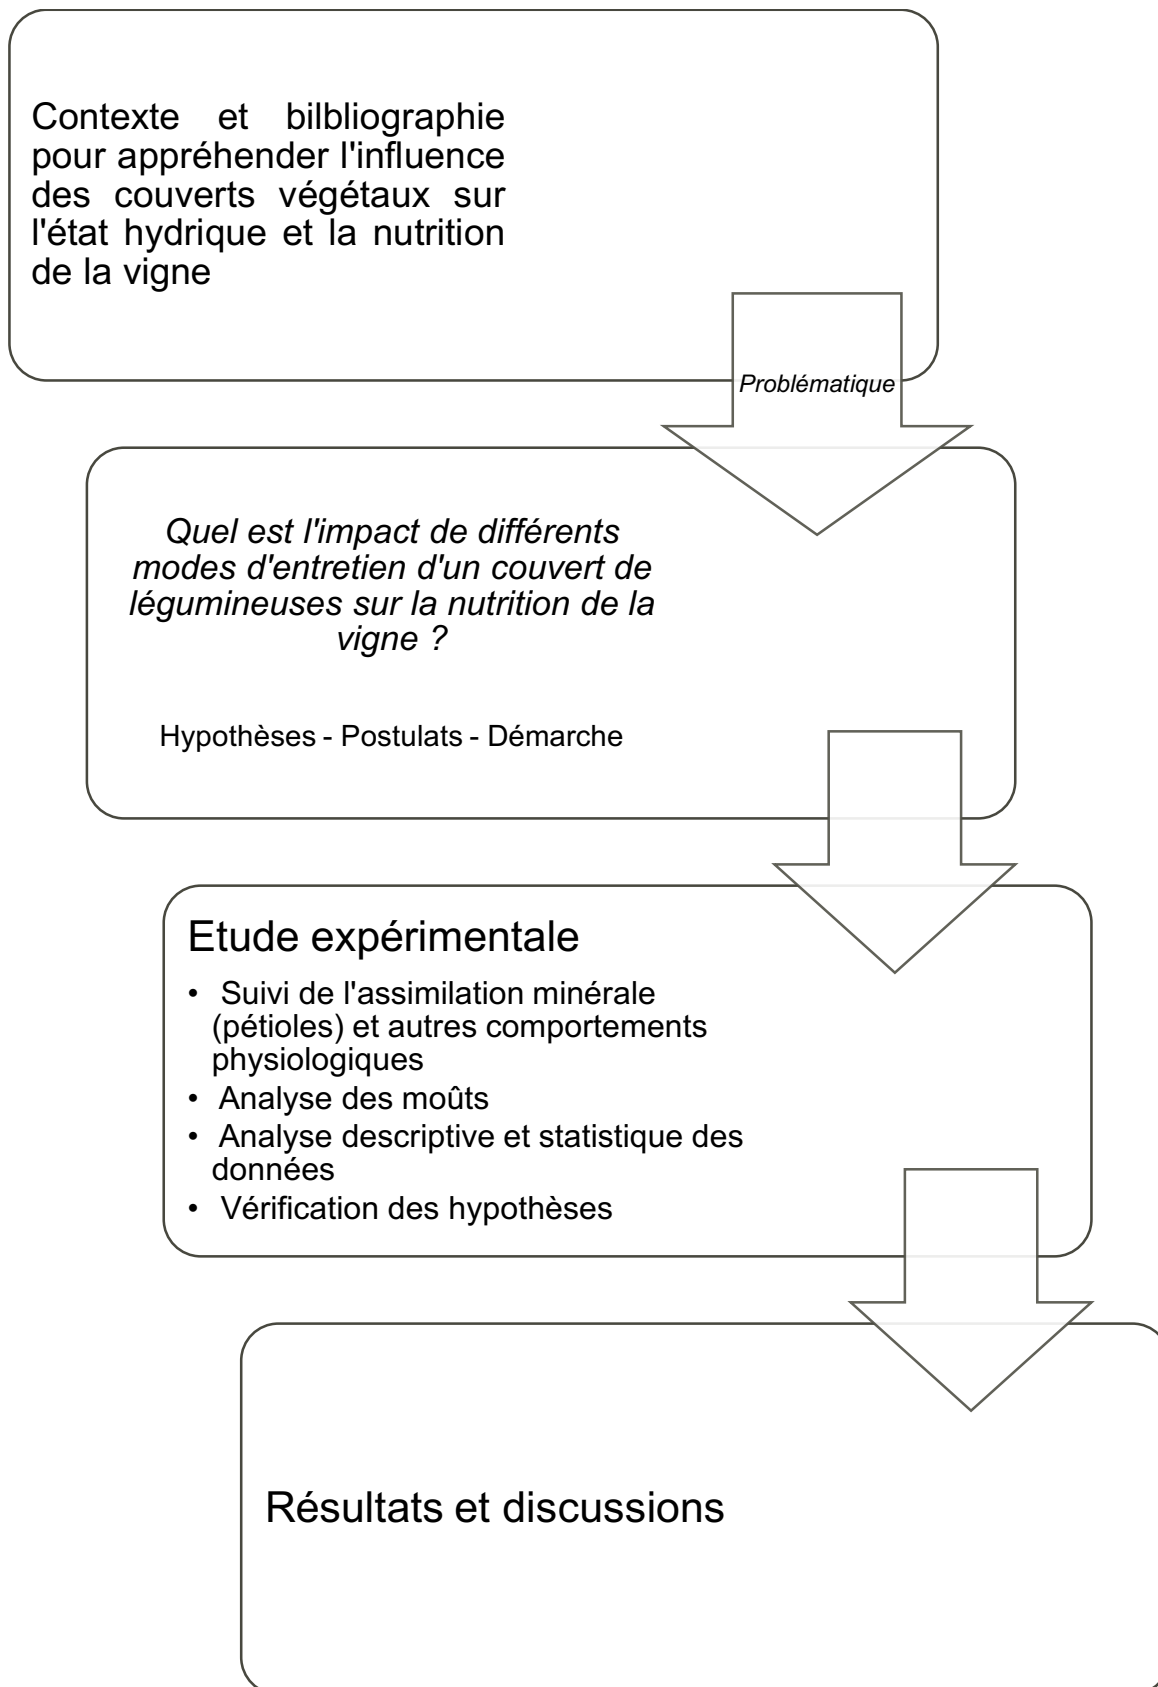 Contexte et bilbliographie
pour appréhender l'influence
des couverts végétaux sur
l'état hydrique et la nutrition
de la vigne
Problématique
Quel est l'impact de différents
modes d'entretien d'un couvert de
légumineuses sur la nutrition de la
vigne ?
Hypothèses - Postulats - Démarche
Etude expérimentale
• Suivi de l'assimilation minérale
(pétioles) et autres comportements
physiologiques
• Analyse des moûts
• Analyse descriptive et statistique des
données
• Vérification des hypothèses
Résultats et discussions